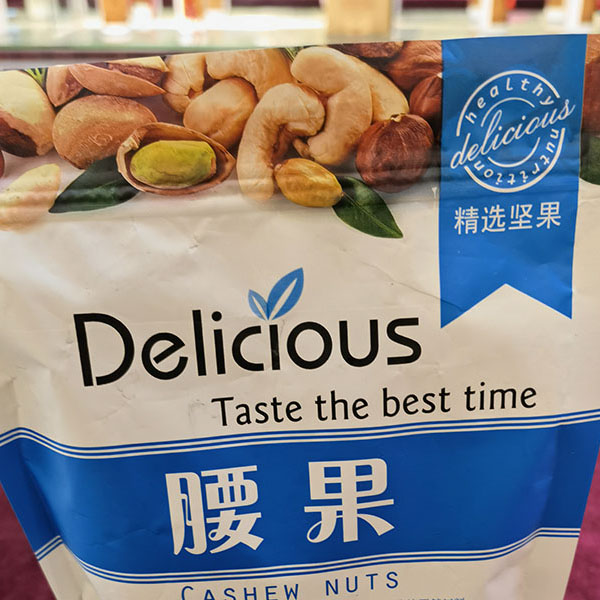 healthy
delicious
nutrition
精选坚果
Delicious
Taste the best time
腰果
CASHEW NUTS